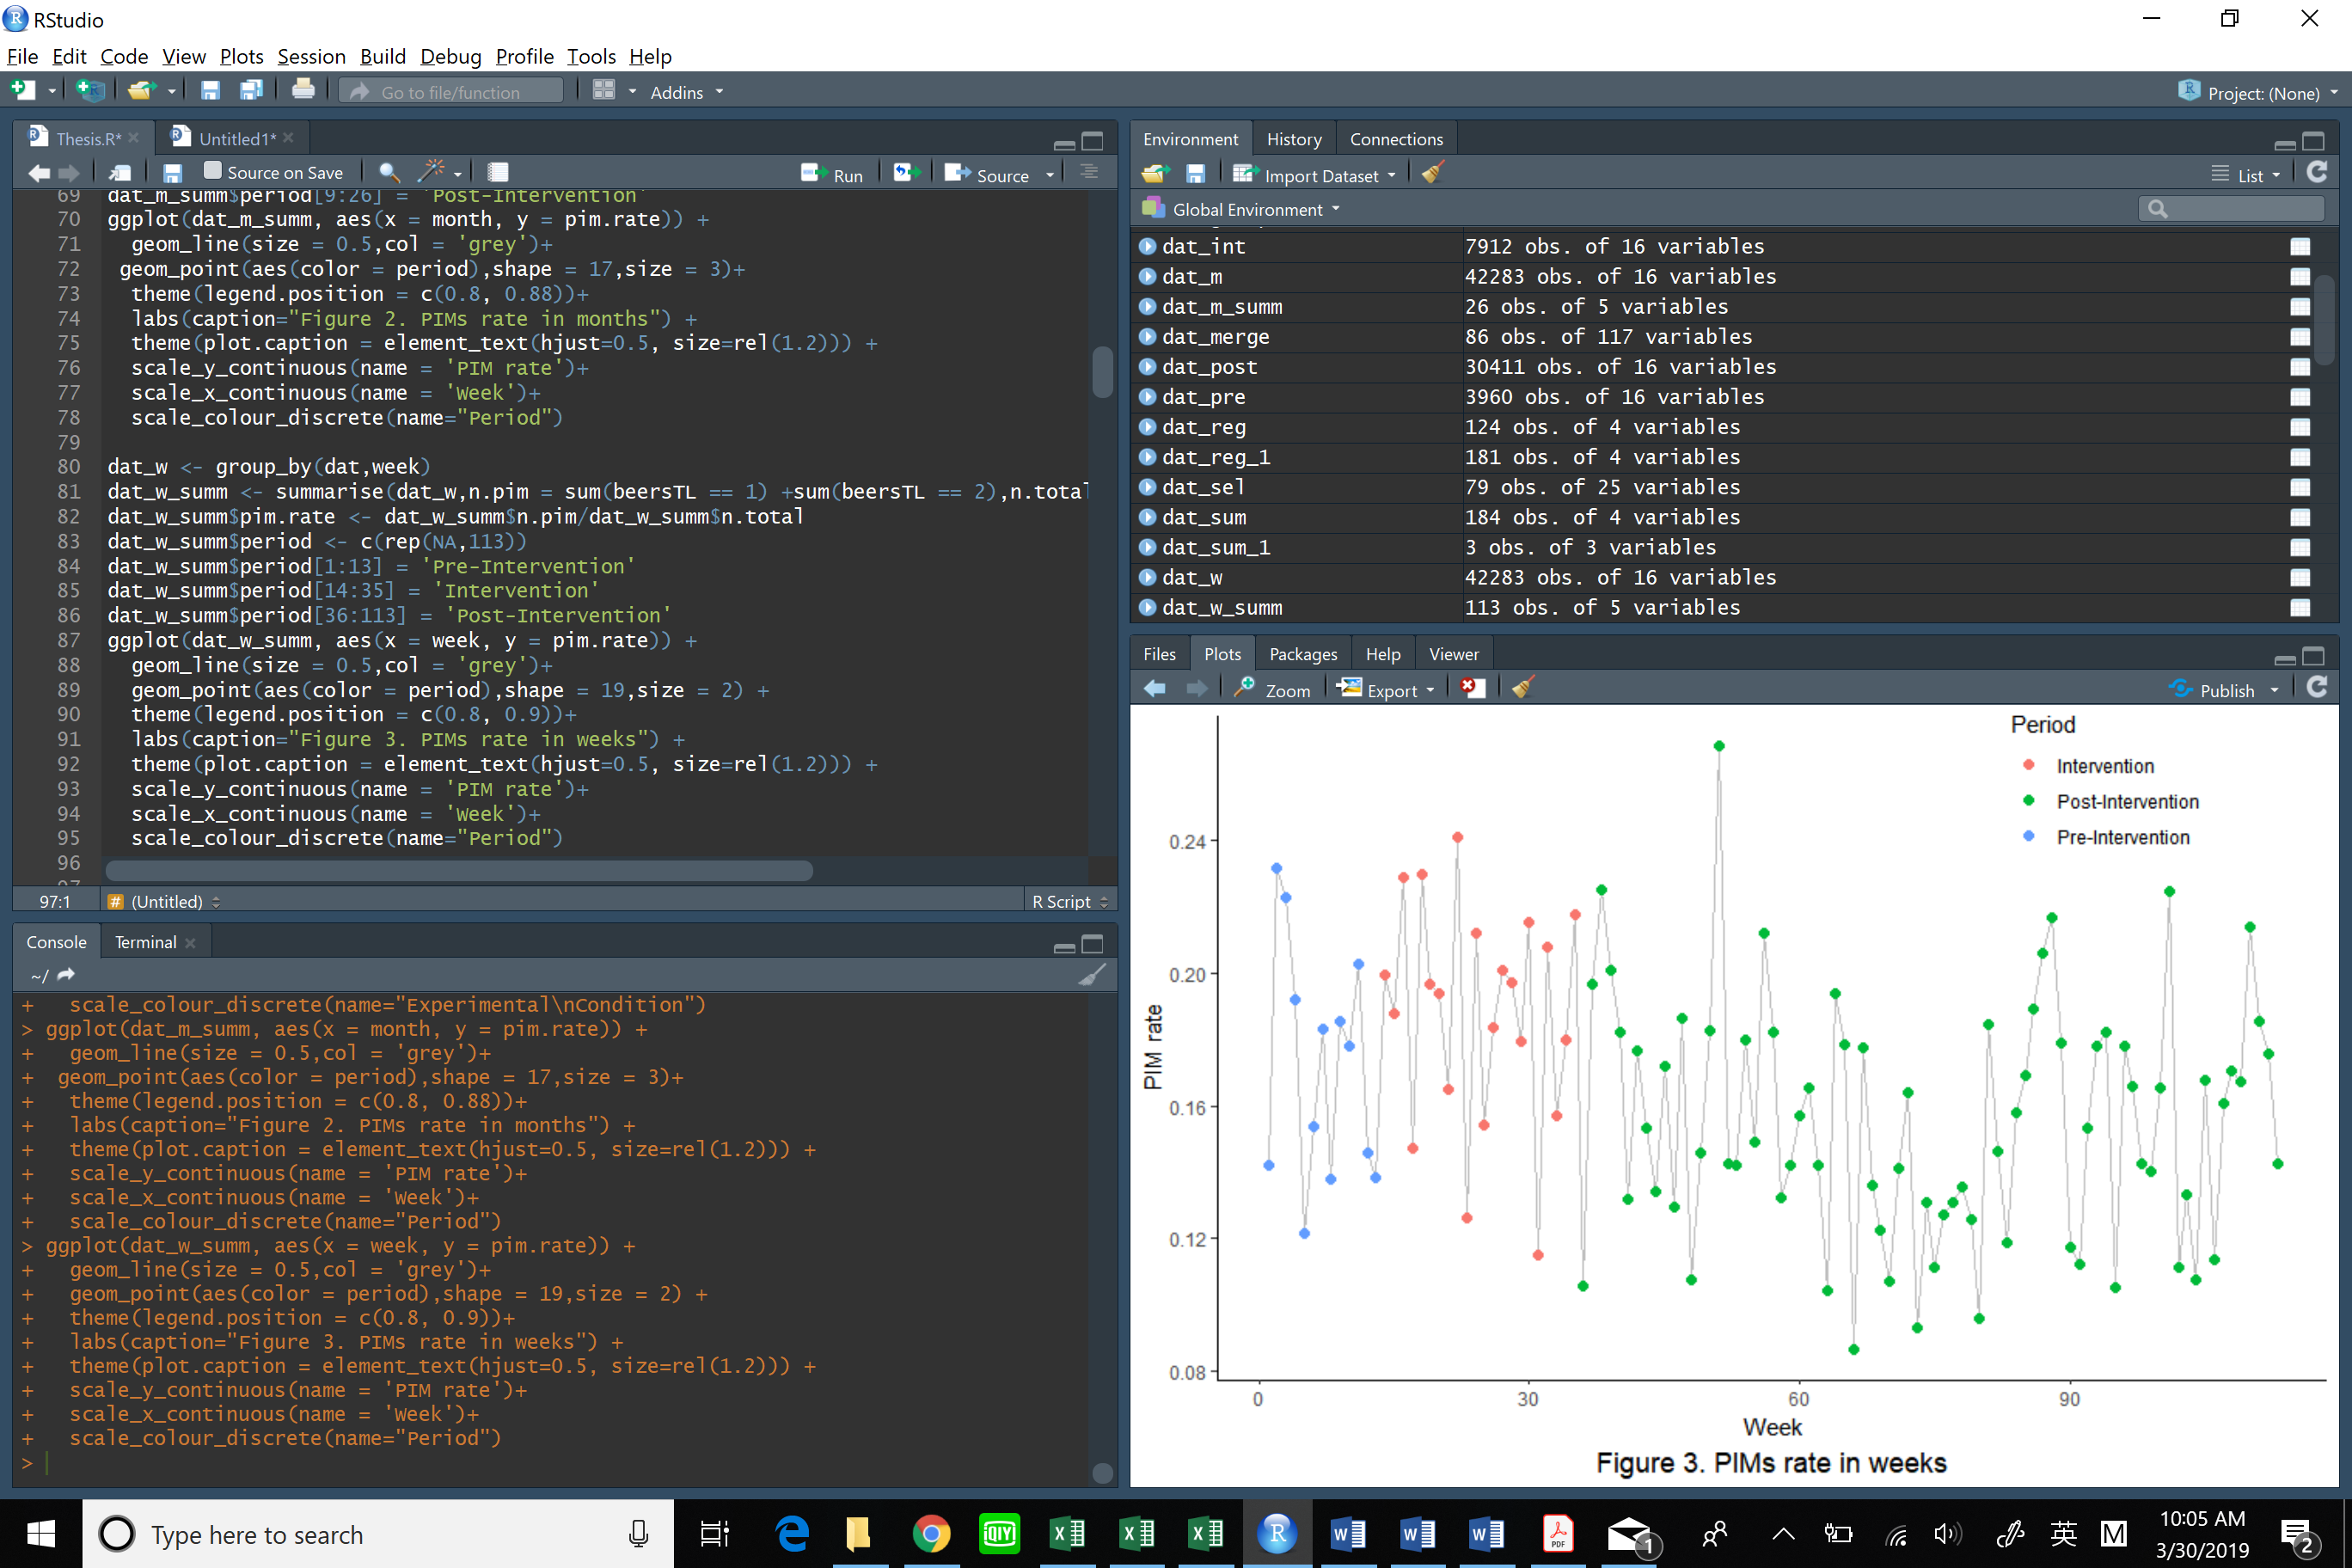 RStudio
File Edit Code View Plots Session Build Debug Profile Tools Help
Go to file/function
Addins
Project: (None)
Thesis.R*
Untitled1*
Source on Save
Run
Source
69 dat_m_summ$period[9:26] = 'Post-Intervention'
70 ggplot(dat_m_summ, aes(x = month, y = pim.rate)) +
71 geom_line(size = 0.5,col = 'grey')+
72 geom_point(aes(color = period),shape = 17,size = 3)+
73 theme(legend.position = c(0.8, 0.88))+
74 labs(caption="Figure 2. PIMs rate in months") +
75 theme(plot.caption = element_text(hjust=0.5, size=rel(1.2))) +
76 scale_y_continuous(name = 'PIM rate')+
77 scale_x_continuous(name = 'Week')+
78 scale_colour_discrete(name="Period")
79
80 dat_w <- group_by(dat,week)
81 dat_w_summ <- summarise(dat_w,n.pim = sum(beersTL == 1) +sum(beersTL == 2),n.total
82 dat_w_summ$pim.rate <- dat_w_summ$n.pim/dat_w_summ$n.total
83 dat_w_summ$period <- c(rep(NA,113))
84 dat_w_summ$period[1:13] = 'Pre-Intervention'
85 dat_w_summ$period[14:35] = 'Intervention'
86 dat_w_summ$period[36:113] = 'Post-Intervention'
87 ggplot(dat_w_summ, aes(x = week, y = pim.rate)) +
88 geom_line(size = 0.5,col = 'grey')+
89 geom_point(aes(color = period),shape = 19,size = 2) +
90 theme(legend.position = c(0.8, 0.9))+
91 labs(caption="Figure 3. PIMs rate in weeks") +
92 theme(plot.caption = element_text(hjust=0.5, size=rel(1.2))) +
93 scale_y_continuous(name = 'PIM rate')+
94 scale_x_continuous(name = 'Week')+
95 scale_colour_discrete(name="Period")
96
97:1
(Untitled)
R Script
Console
Terminal
~/
+ scale_colour_discrete(name="Experimental\nCondition")
> ggplot(dat_m_summ, aes(x = month, y = pim.rate)) +
+ geom_line(size = 0.5,col = 'grey')+
+ geom_point(aes(color = period),shape = 17,size = 3)+
+ theme(legend.position = c(0.8, 0.88))+
+ labs(caption="Figure 2. PIMs rate in months") +
+ theme(plot.caption = element_text(hjust=0.5, size=rel(1.2))) +
+ scale_y_continuous(name = 'PIM rate')+
+ scale_x_continuous(name = 'Week')+
+ scale_colour_discrete(name="Period")
> ggplot(dat_w_summ, aes(x = week, y = pim.rate)) +
+ geom_line(size = 0.5,col = 'grey')+
+ geom_point(aes(color = period),shape = 19,size = 2) +
+ theme(legend.position = c(0.8, 0.9))+
+ labs(caption="Figure 3. PIMs rate in weeks") +
+ theme(plot.caption = element_text(hjust=0.5, size=rel(1.2))) +
+ scale_y_continuous(name = 'PIM rate')+
+ scale_x_continuous(name = 'Week')+
+ scale_colour_discrete(name="Period")
>
Environment
History
Connections
Import Dataset
List
Global Environment
dat_int 7912 obs. of 16 variables
dat_m 42283 obs. of 16 variables
dat_m_summ 26 obs. of 5 variables
dat_merge 86 obs. of 117 variables
dat_post 30411 obs. of 16 variables
dat_pre 3960 obs. of 16 variables
dat_reg 124 obs. of 4 variables
dat_reg_1 181 obs. of 4 variables
dat_sel 79 obs. of 25 variables
dat_sum 184 obs. of 4 variables
dat_sum_1 3 obs. of 3 variables
dat_w 42283 obs. of 16 variables
dat_w_summ 113 obs. of 5 variables
Files
Plots
Packages
Help
Viewer
Zoom
Export
Publish
Period
Intervention
Post-Intervention
Pre-Intervention
0.24
0.20
0.16
0.12
0.08
PIM rate
0
30
60
90
Week
Figure 3. PIMs rate in weeks
Type here to search
QIY
PDF
1
英
M
10:05 AM
3/30/2019
2